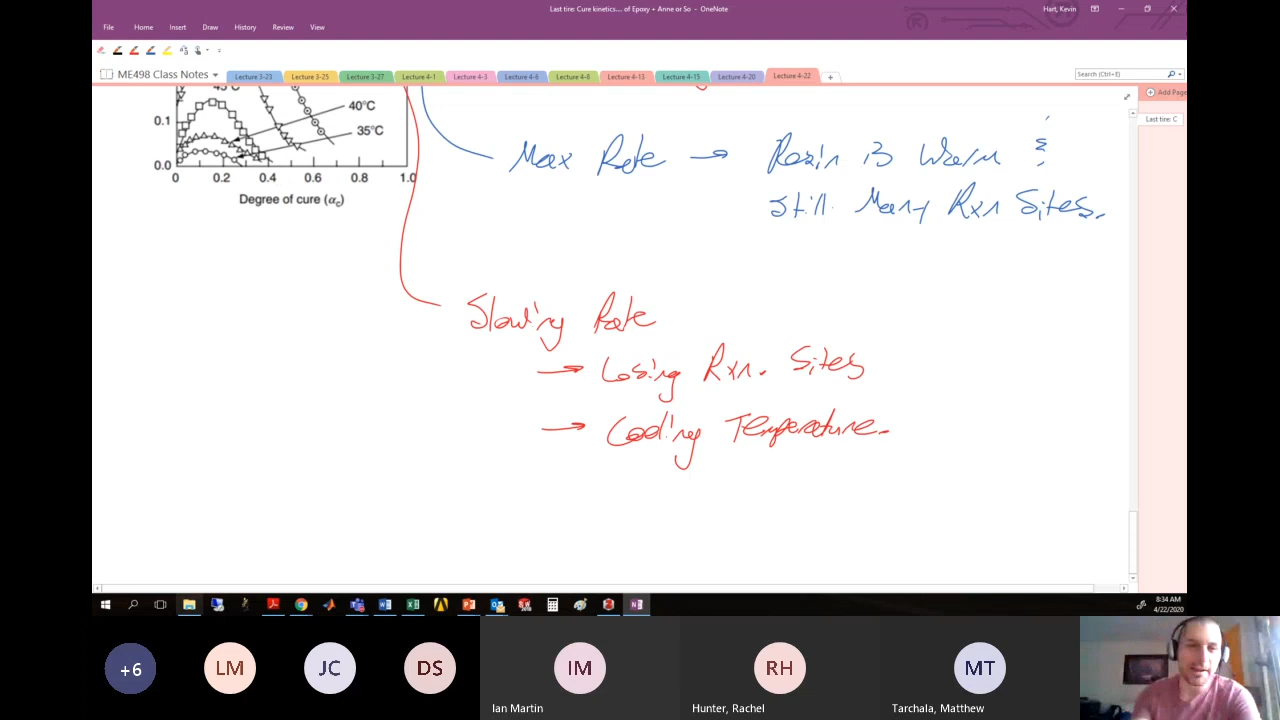 Last tire: Cure kinetics.... of Epoxy + Anne or So - OneNote
Hart, Kevin
File Home Insert Draw History Review View
ME498 Class Notes
Lecture 3-23 Lecture 3-25 Lecture 3-27 Lecture 4-1 Lecture 4-3 Lecture 4-6 Lecture 4-8 Lecture 4-13 Lecture 4-15 Lecture 4-20 Lecture 4-22 +
Search (Ctrl+E)
Add Page
Last tire: C
45°C
40°C
35°C
0.1
0.0
0 0.2 0.4 0.6 0.8 1.0
Degree of cure (αc)
Max Rate → Resin is Warm &
still Many Rxn Sites.
Slowing Rate
→ Losing Rxn. Sites
→ Cooling Temperature.
8:34 AM
4/22/2020
+6 LM JC DS IM RH MT
Ian Martin
Hunter, Rachel
Tarchala, Matthew